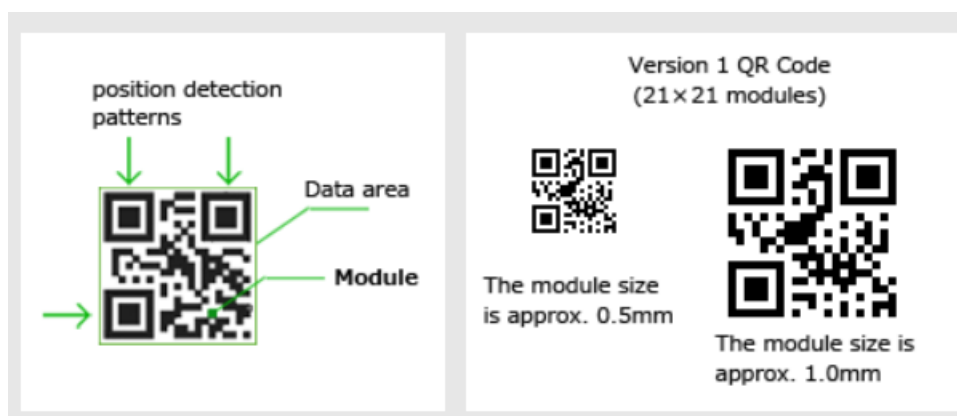 position detection
patterns
Data area
Module
Version 1 QR Code
(21×21 modules)
The module size
is approx. 0.5mm
The module size is
approx. 1.0mm